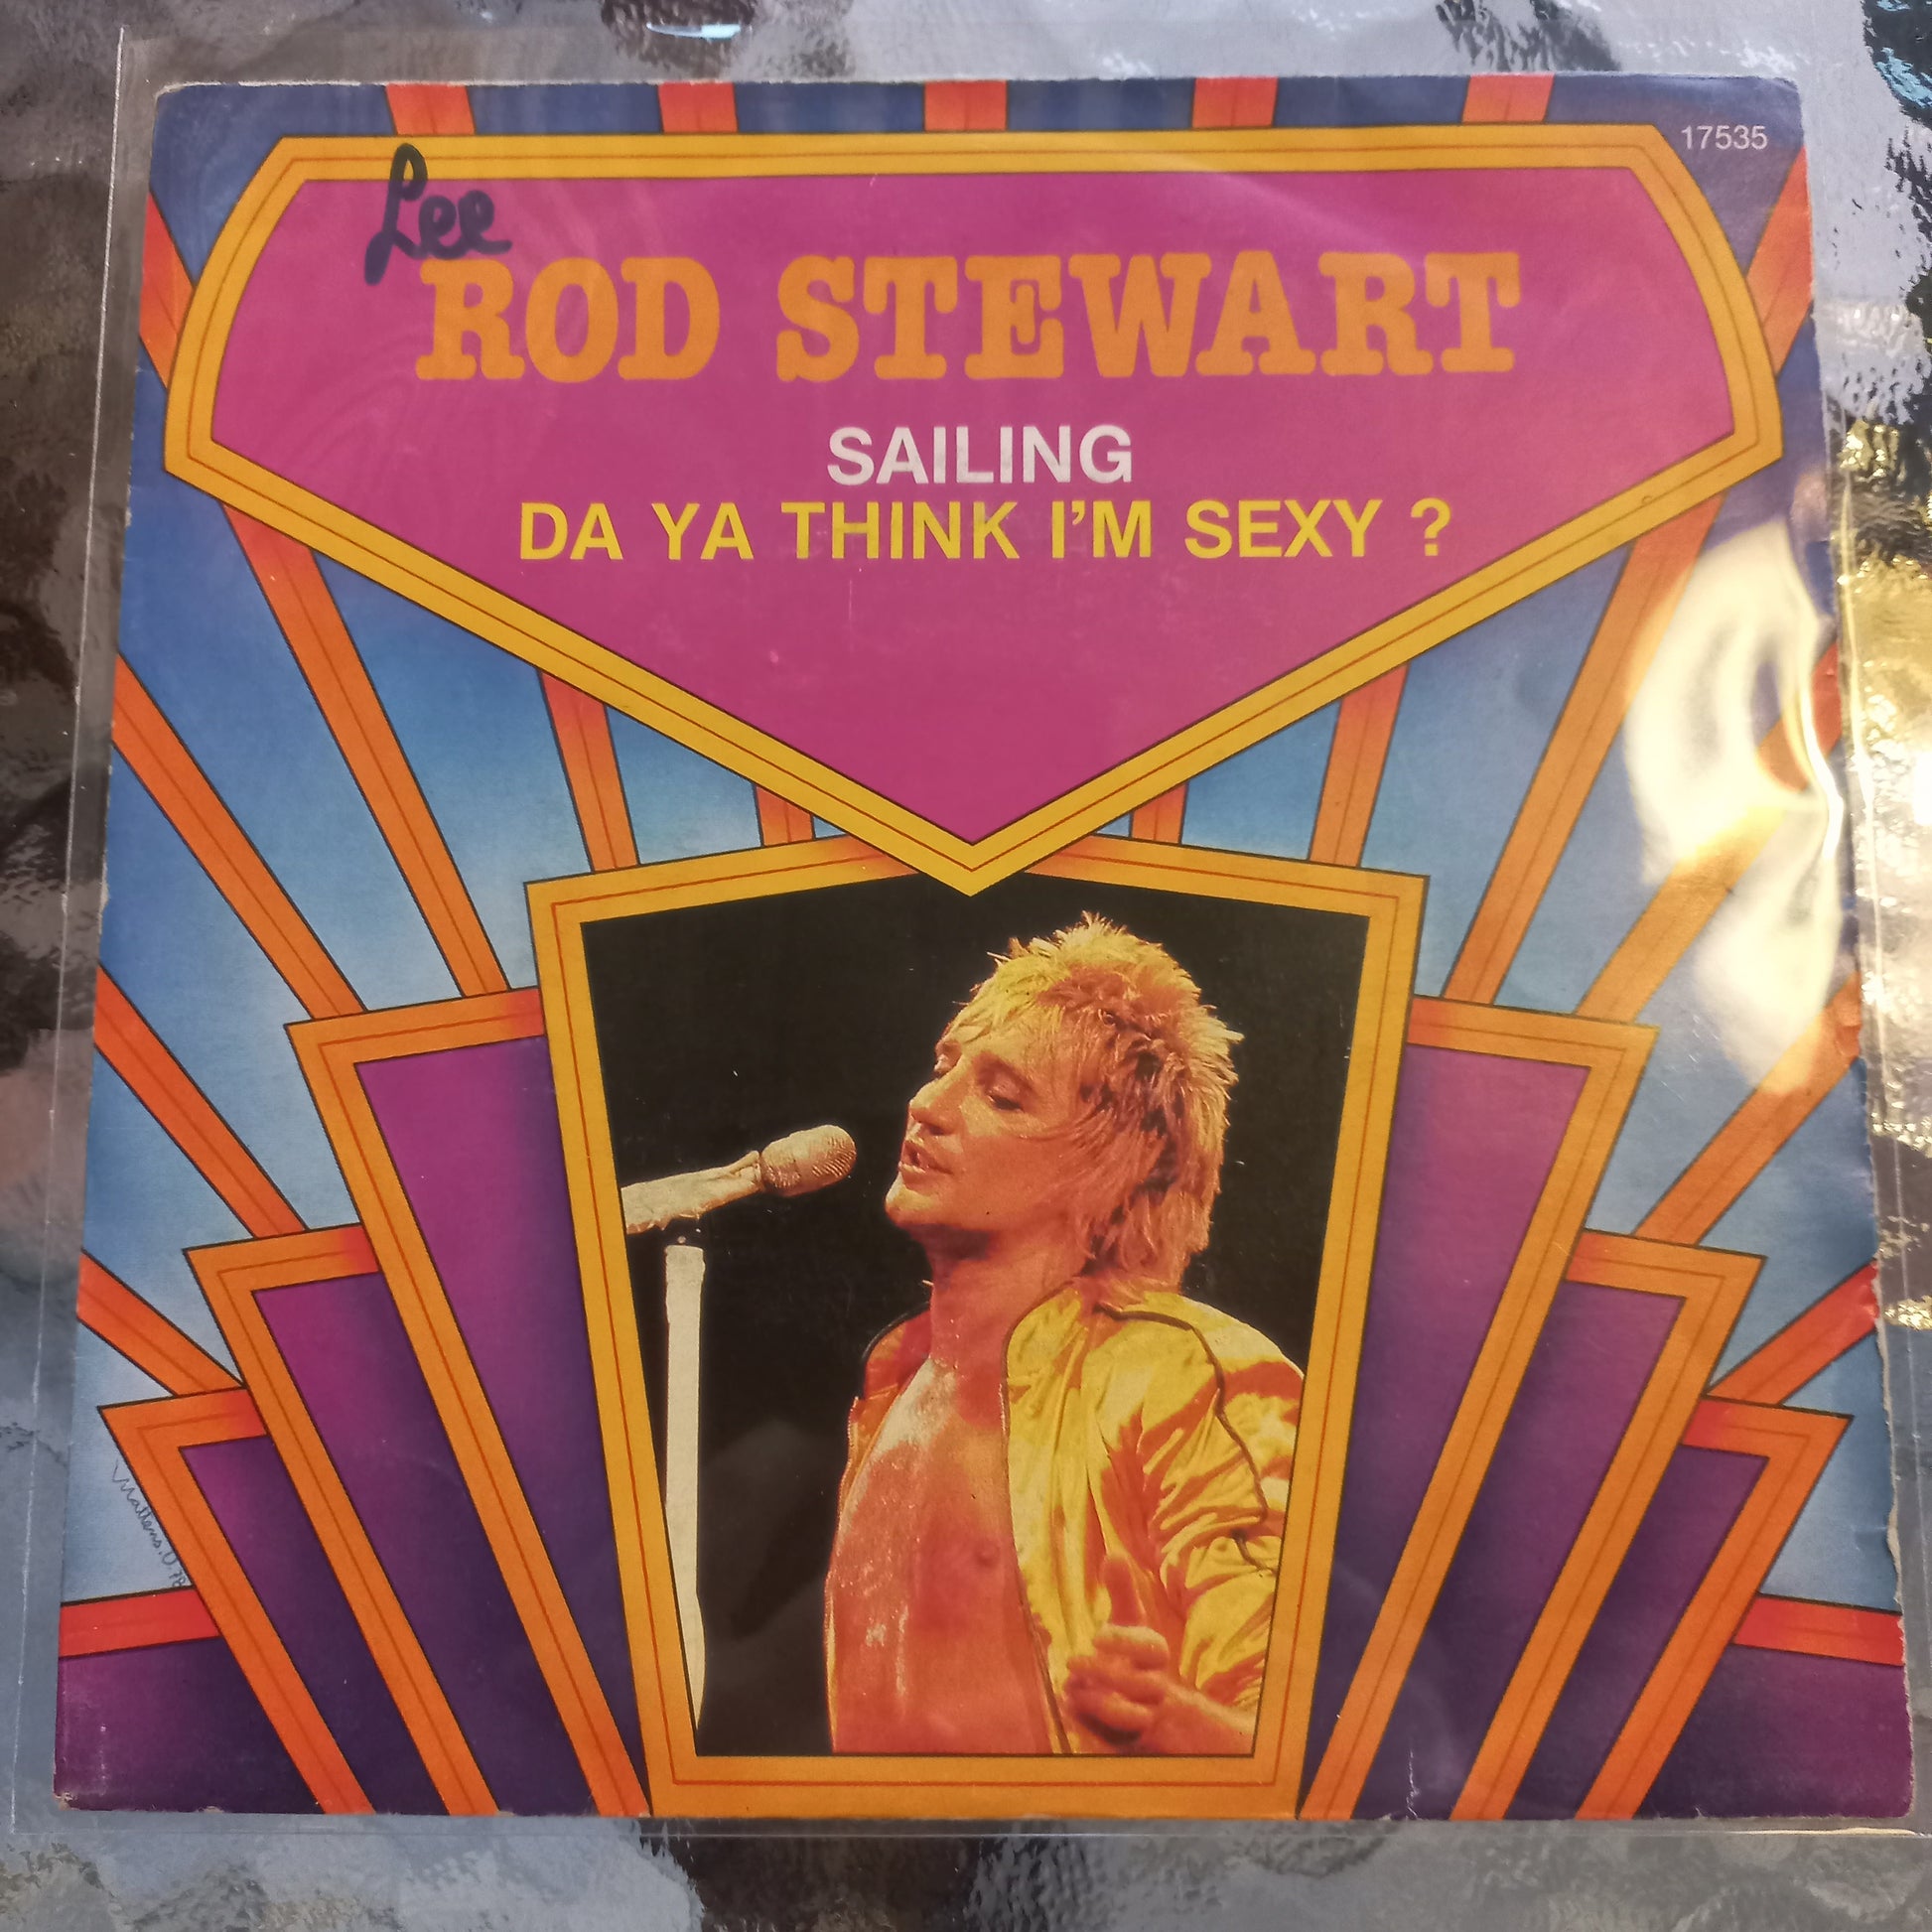 17535
Lee
ROD STEWART
SAILING
DA YA THINK I'M SEXY ?